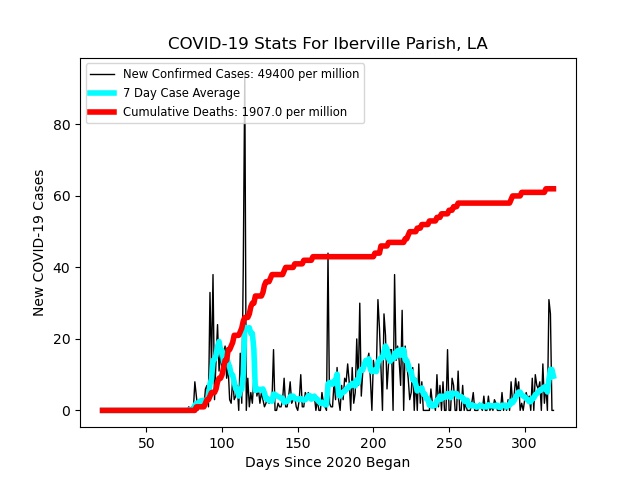 COVID-19 Stats For Iberville Parish, LA
New Confirmed Cases: 49400 per million
7 Day Case Average
Cumulative Deaths: 1907.0 per million
New COVID-19 Cases
80
60
40
20
0
50 100 150 200 250 300
Days Since 2020 Began